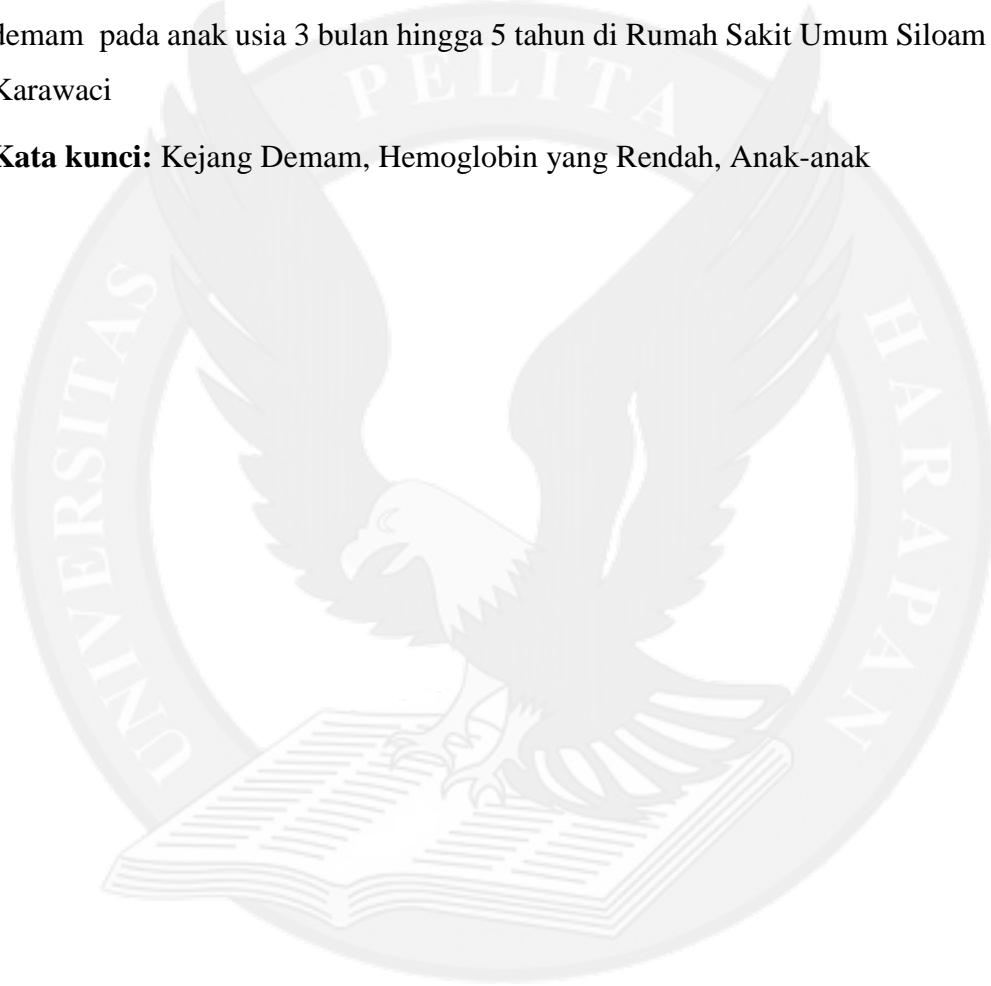 demam  pada anak usia 3 bulan hingga 5 tahun di Rumah Sakit Umum Siloam
Karawaci
Kata kunci: Kejang Demam, Hemoglobin yang Rendah, Anak-anak
UNIVERSITAS PELITA HARAPAN